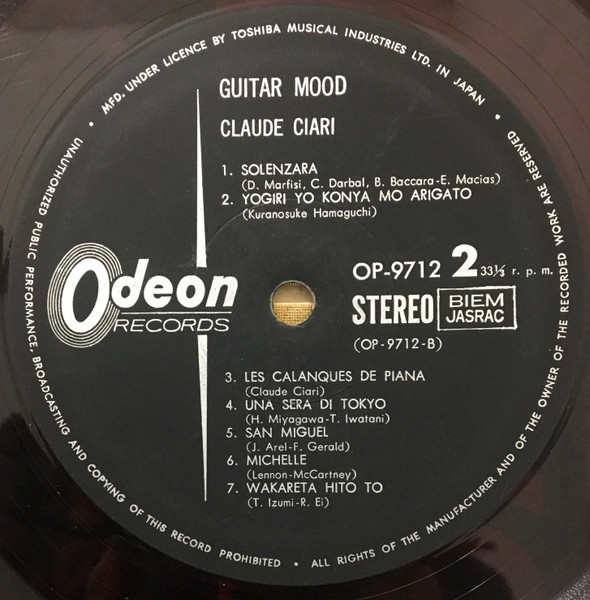 MFD. UNDER LICENCE BY TOSHIBA MUSICAL INDUSTRIES LTD. IN JAPAN
GUITAR MOOD
CLAUDE CIARI
1. SOLENZARA
(D. Marfisi, C. Darbal, B. Baccara-E. Macias)
2. YOGIRI YO KONYA MO ARIGATO
(Kuranosuke Hamaguchi)
Odeon
RECORDS
OP-9712 2 33⅓ r. p. m.
STEREO BIEM
JASRAC
(OP-9712-B)
3. LES CALANQUES DE PIANA
(Claude Ciari)
4. UNA SERA DI TOKYO
(H. Miyagawa-T. Iwatani)
5. SAN MIGUEL
(J. Arel-F. Gerald)
6. MICHELLE
(Lennon-McCartney)
7. WAKARETA HITO TO
(T. Izumi-R. Ei)
UNAUTHORIZED PUBLIC PERFORMANCE, BROADCASTING AND COPYING OF THIS RECORD PROHIBITED • ALL RIGHTS OF THE MANUFACTURER AND OF THE OWNER OF THE RECORDED WORK ARE RESERVED